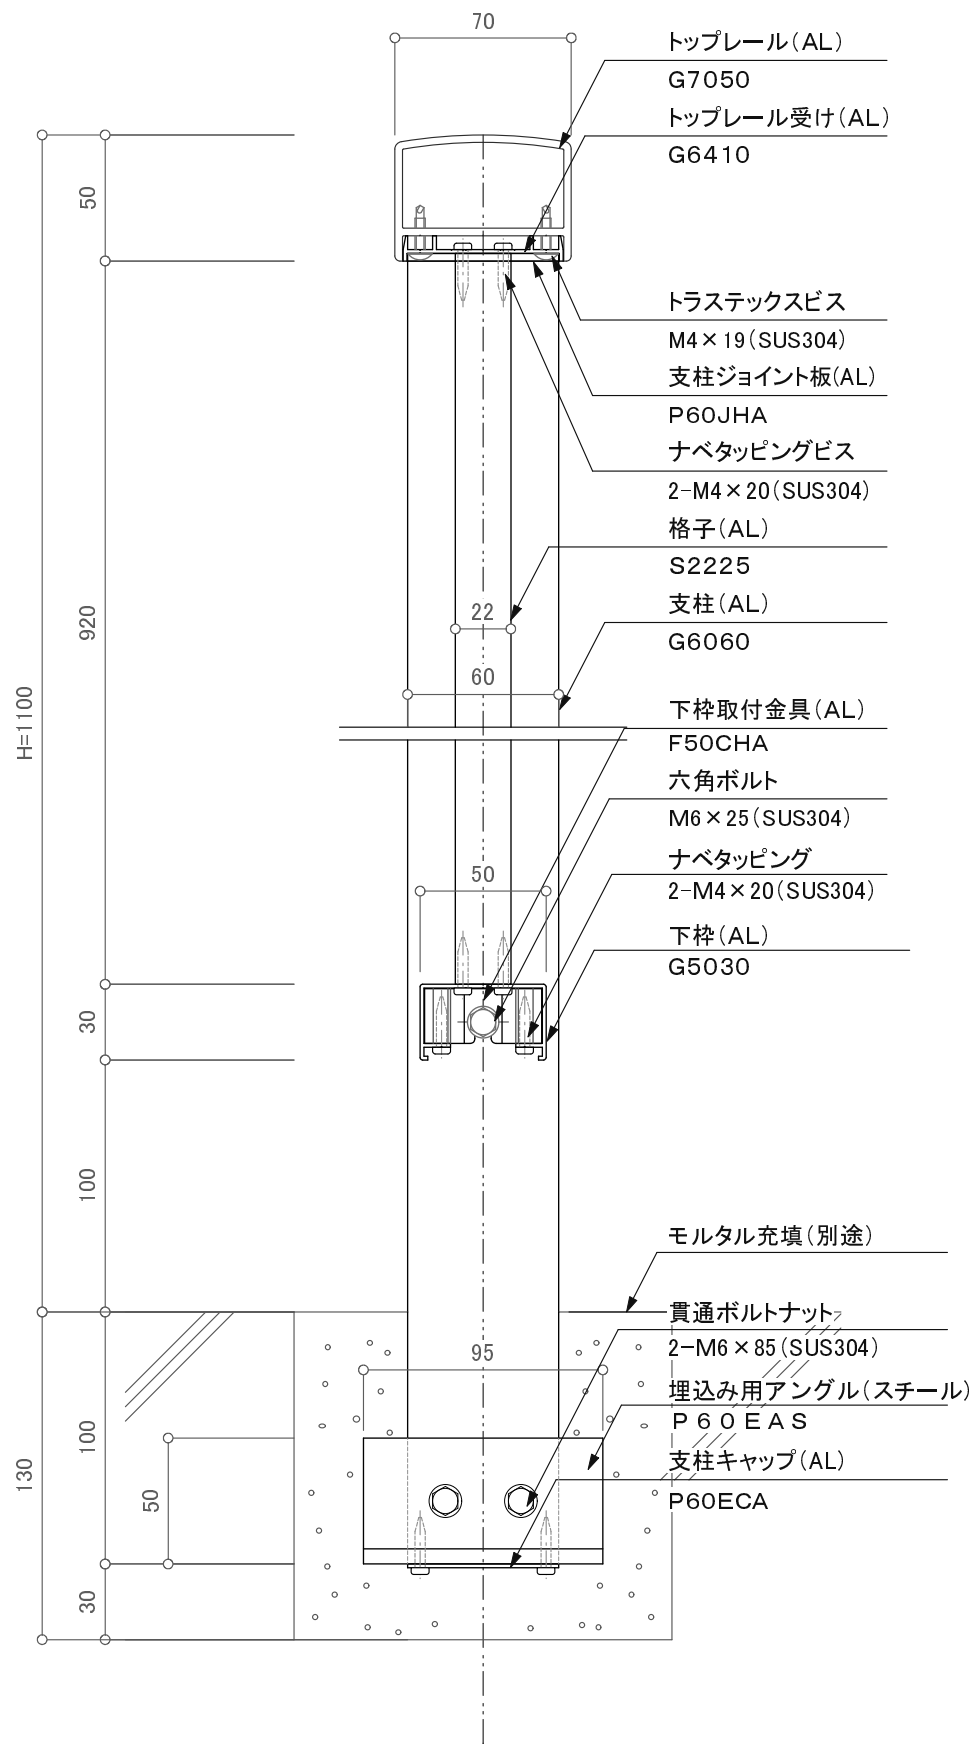 70
トップレール(AL)
G7050
トップレール受け(AL)
G6410
50
トラステックスビス
M4×19(SUS304)
支柱ジョイント板(AL)
P60JHA
ナベタッピングビス
2-M4×20(SUS304)
格子(AL)
S2225
支柱(AL)
G6060
920
22
60
H=1100
下枠取付金具(AL)
F50CHA
六角ボルト
M6×25(SUS304)
ナベタッピング
2-M4×20(SUS304)
50
下枠(AL)
G5030
30
100
モルタル充填(別途)
貫通ボルトナット
2-M6×85(SUS304)
95
埋込み用アングル(スチール)
P60EAS
支柱キャップ(AL)
P60ECA
100
130
50
30